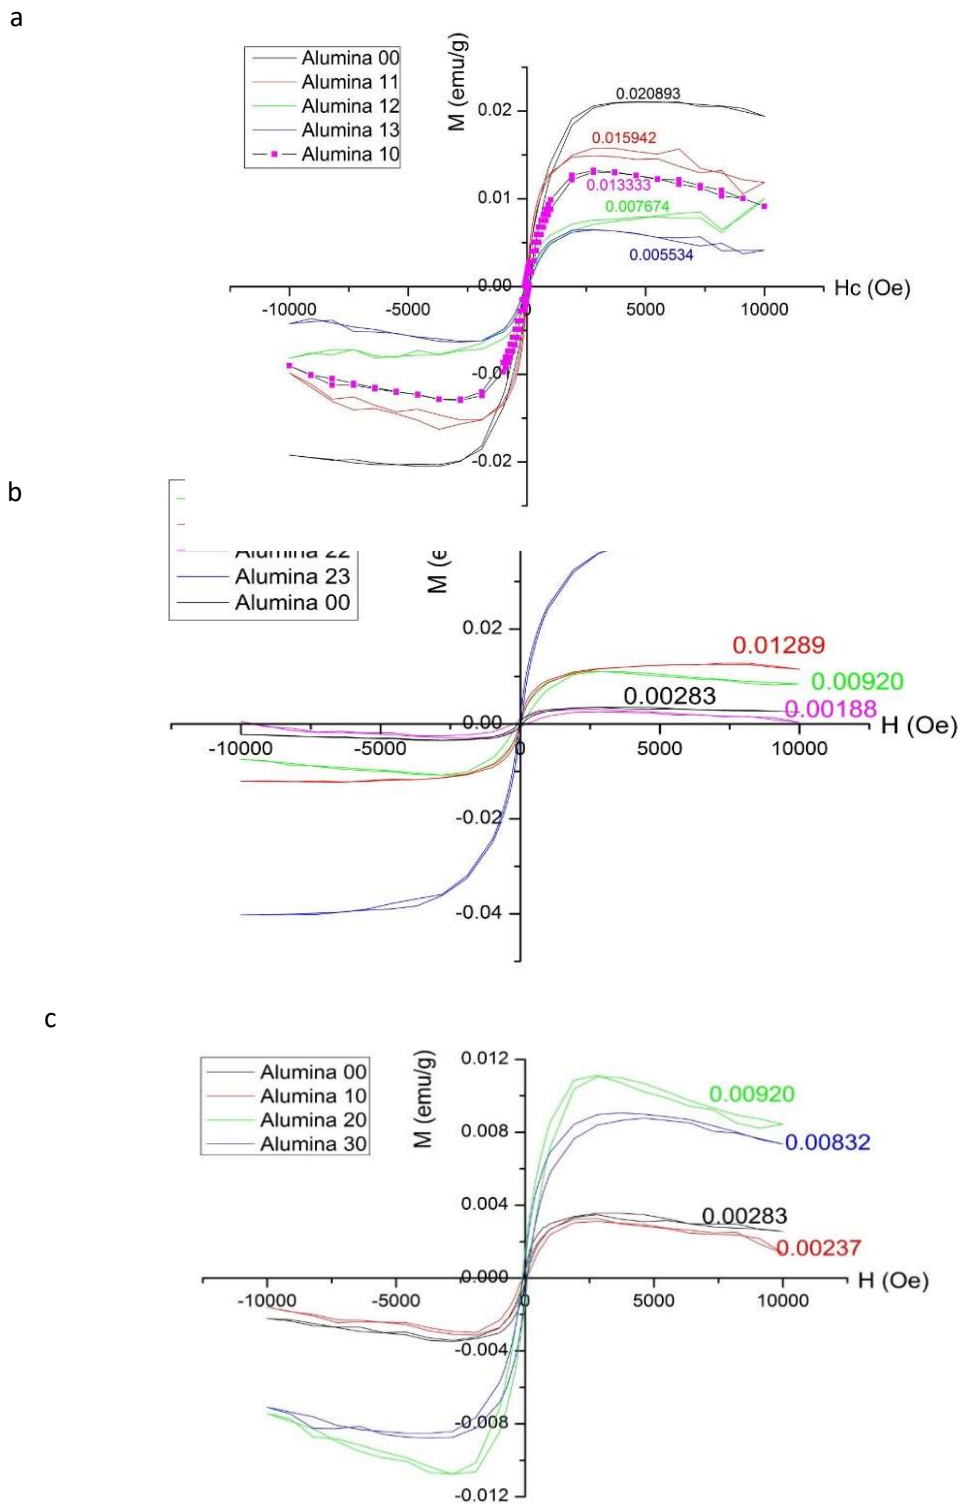 a
Alumina 00
Alumina 11
Alumina 12
Alumina 13
Alumina 10
M (emu/g)
0.020893
0.02
0.015942
0.013333
0.01
0.007674
0.005534
0.00
Hc (Oe)
-10000 -5000 0 5000 10000
-0.0
-0.02
b
Alumina 22
Alumina 23
Alumina 00
M (e
0.02
0.01289
0.00920
0.00283
0.00188
0.00
H (Oe)
-10000 -5000 0 5000 10000
-0.02
-0.04
c
Alumina 00
Alumina 10
Alumina 20
Alumina 30
M (emu/g)
0.012
0.00920
0.008
0.00832
0.004
0.00283
0.00237
0.000
H (Oe)
-10000 -5000 0 5000 10000
-0.004
-0.008
-0.012